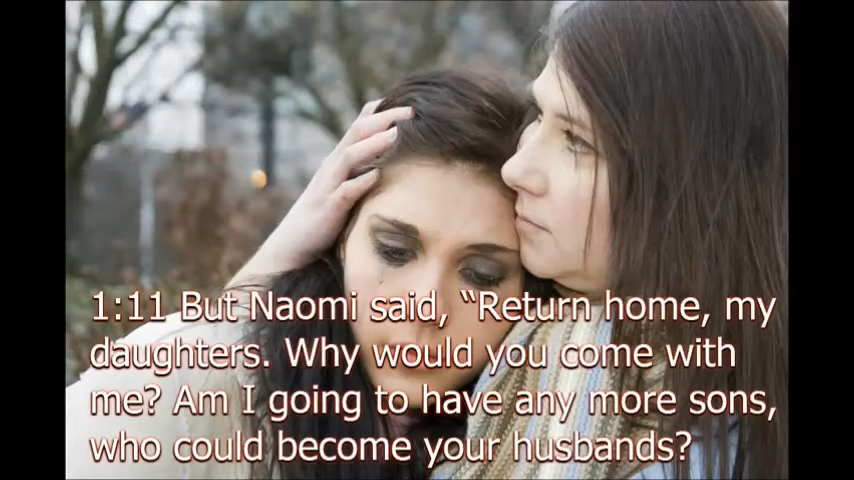 1:11 But Naomi said, “Return home, my
daughters. Why would you come with
me? Am I going to have any more sons,
who could become your husbands?